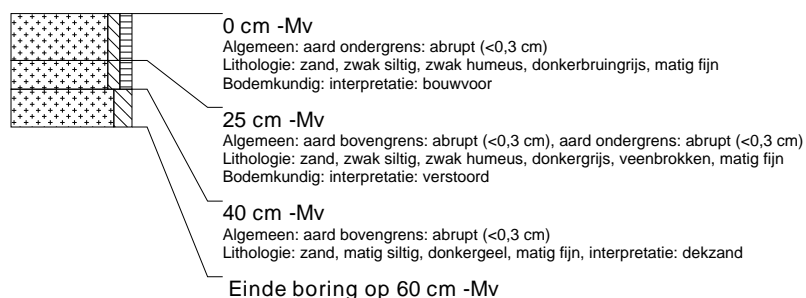 0 cm -Mv
Algemeen: aard ondergrens: abrupt (<0,3 cm)
Lithologie: zand, zwak siltig, zwak humeus, donkerbruingrijs, matig fijn
Bodemkundig: interpretatie: bouwvoor
25 cm -Mv
Algemeen: aard bovengrens: abrupt (<0,3 cm), aard ondergrens: abrupt (<0,3 cm)
Lithologie: zand, zwak siltig, zwak humeus, donkergrijs, veenbrokken, matig fijn
Bodemkundig: interpretatie: verstoord
40 cm -Mv
Algemeen: aard bovengrens: abrupt (<0,3 cm)
Lithologie: zand, matig siltig, donkergeel, matig fijn, interpretatie: dekzand
Einde boring op 60 cm -Mv